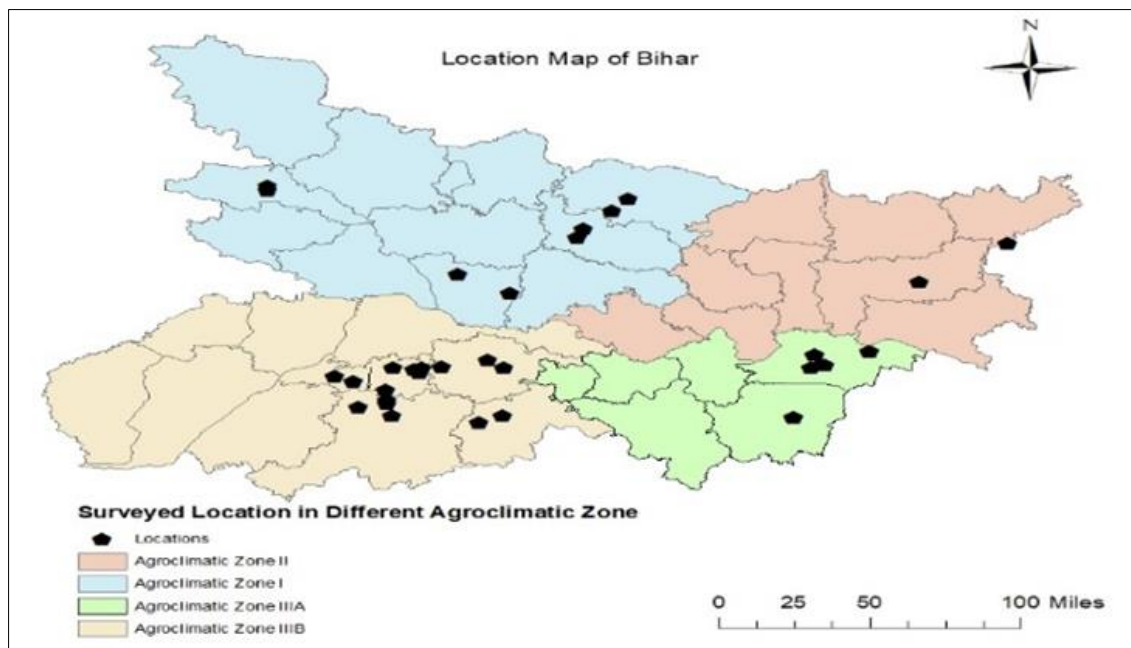 Location Map of Bihar
N
Surveyed Location in Different Agroclimatic Zone
Locations
Agroclimatic Zone II
Agroclimatic Zone I
Agroclimatic Zone IIIA
Agroclimatic Zone IIIB
0 25 50 100 Miles